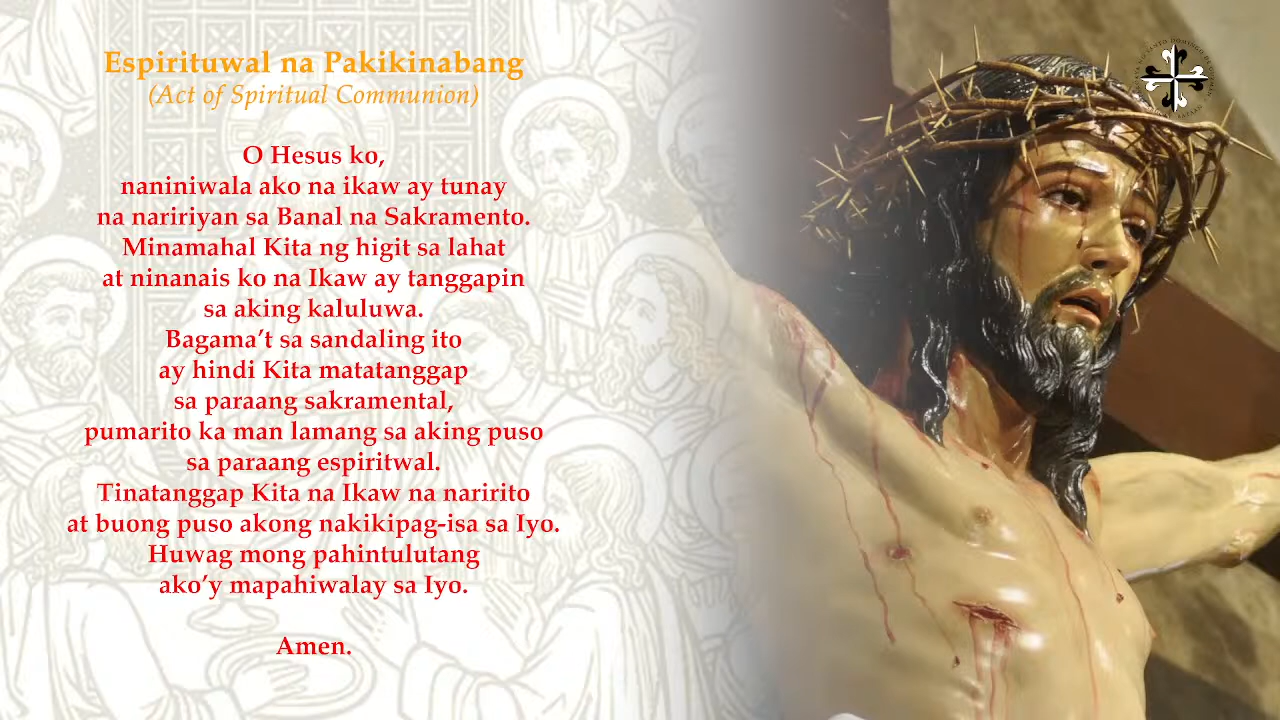 Espirituwal na Pakikinabang
(Act of Spiritual Communion)
O Hesus ko,
naniniwala ako na ikaw ay tunay
na naririyan sa Banal na Sakramento.
Minamahal Kita ng higit sa lahat
at ninanais ko na Ikaw ay tanggapin
sa aking kaluluwa.
Bagama’t sa sandaling ito
ay hindi Kita matatanggap
sa paraang sakramental,
pumarito ka man lamang sa aking puso
sa paraang espiritwal.
Tinatanggap Kita na Ikaw na naririto
at buong puso akong nakikipag-isa sa Iyo.
Huwag mong pahintulutang
ako’y mapahiwalay sa Iyo.
Amen.